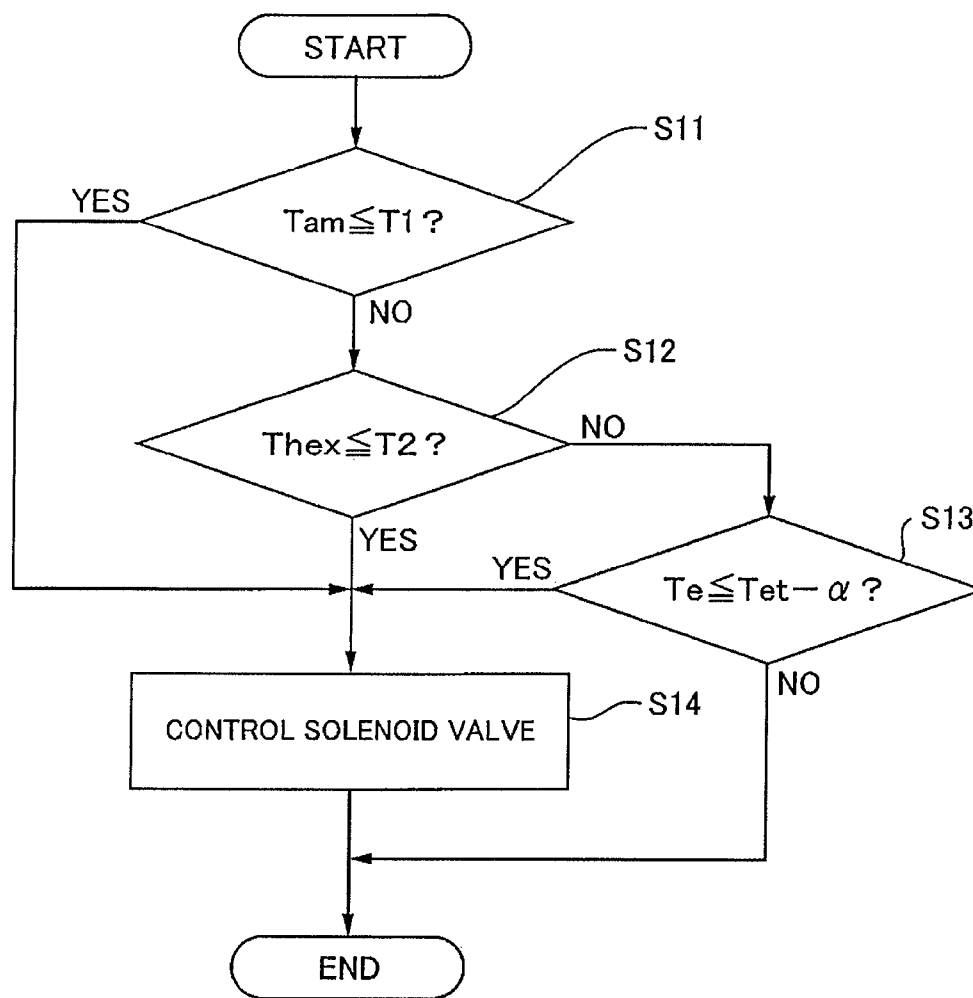 START
S11
YES
Tam≦T1?
NO
S12
Thex≦T2?
NO
YES
S13
YES
Te≦Tet−α?
NO
S14
CONTROL SOLENOID VALVE
END